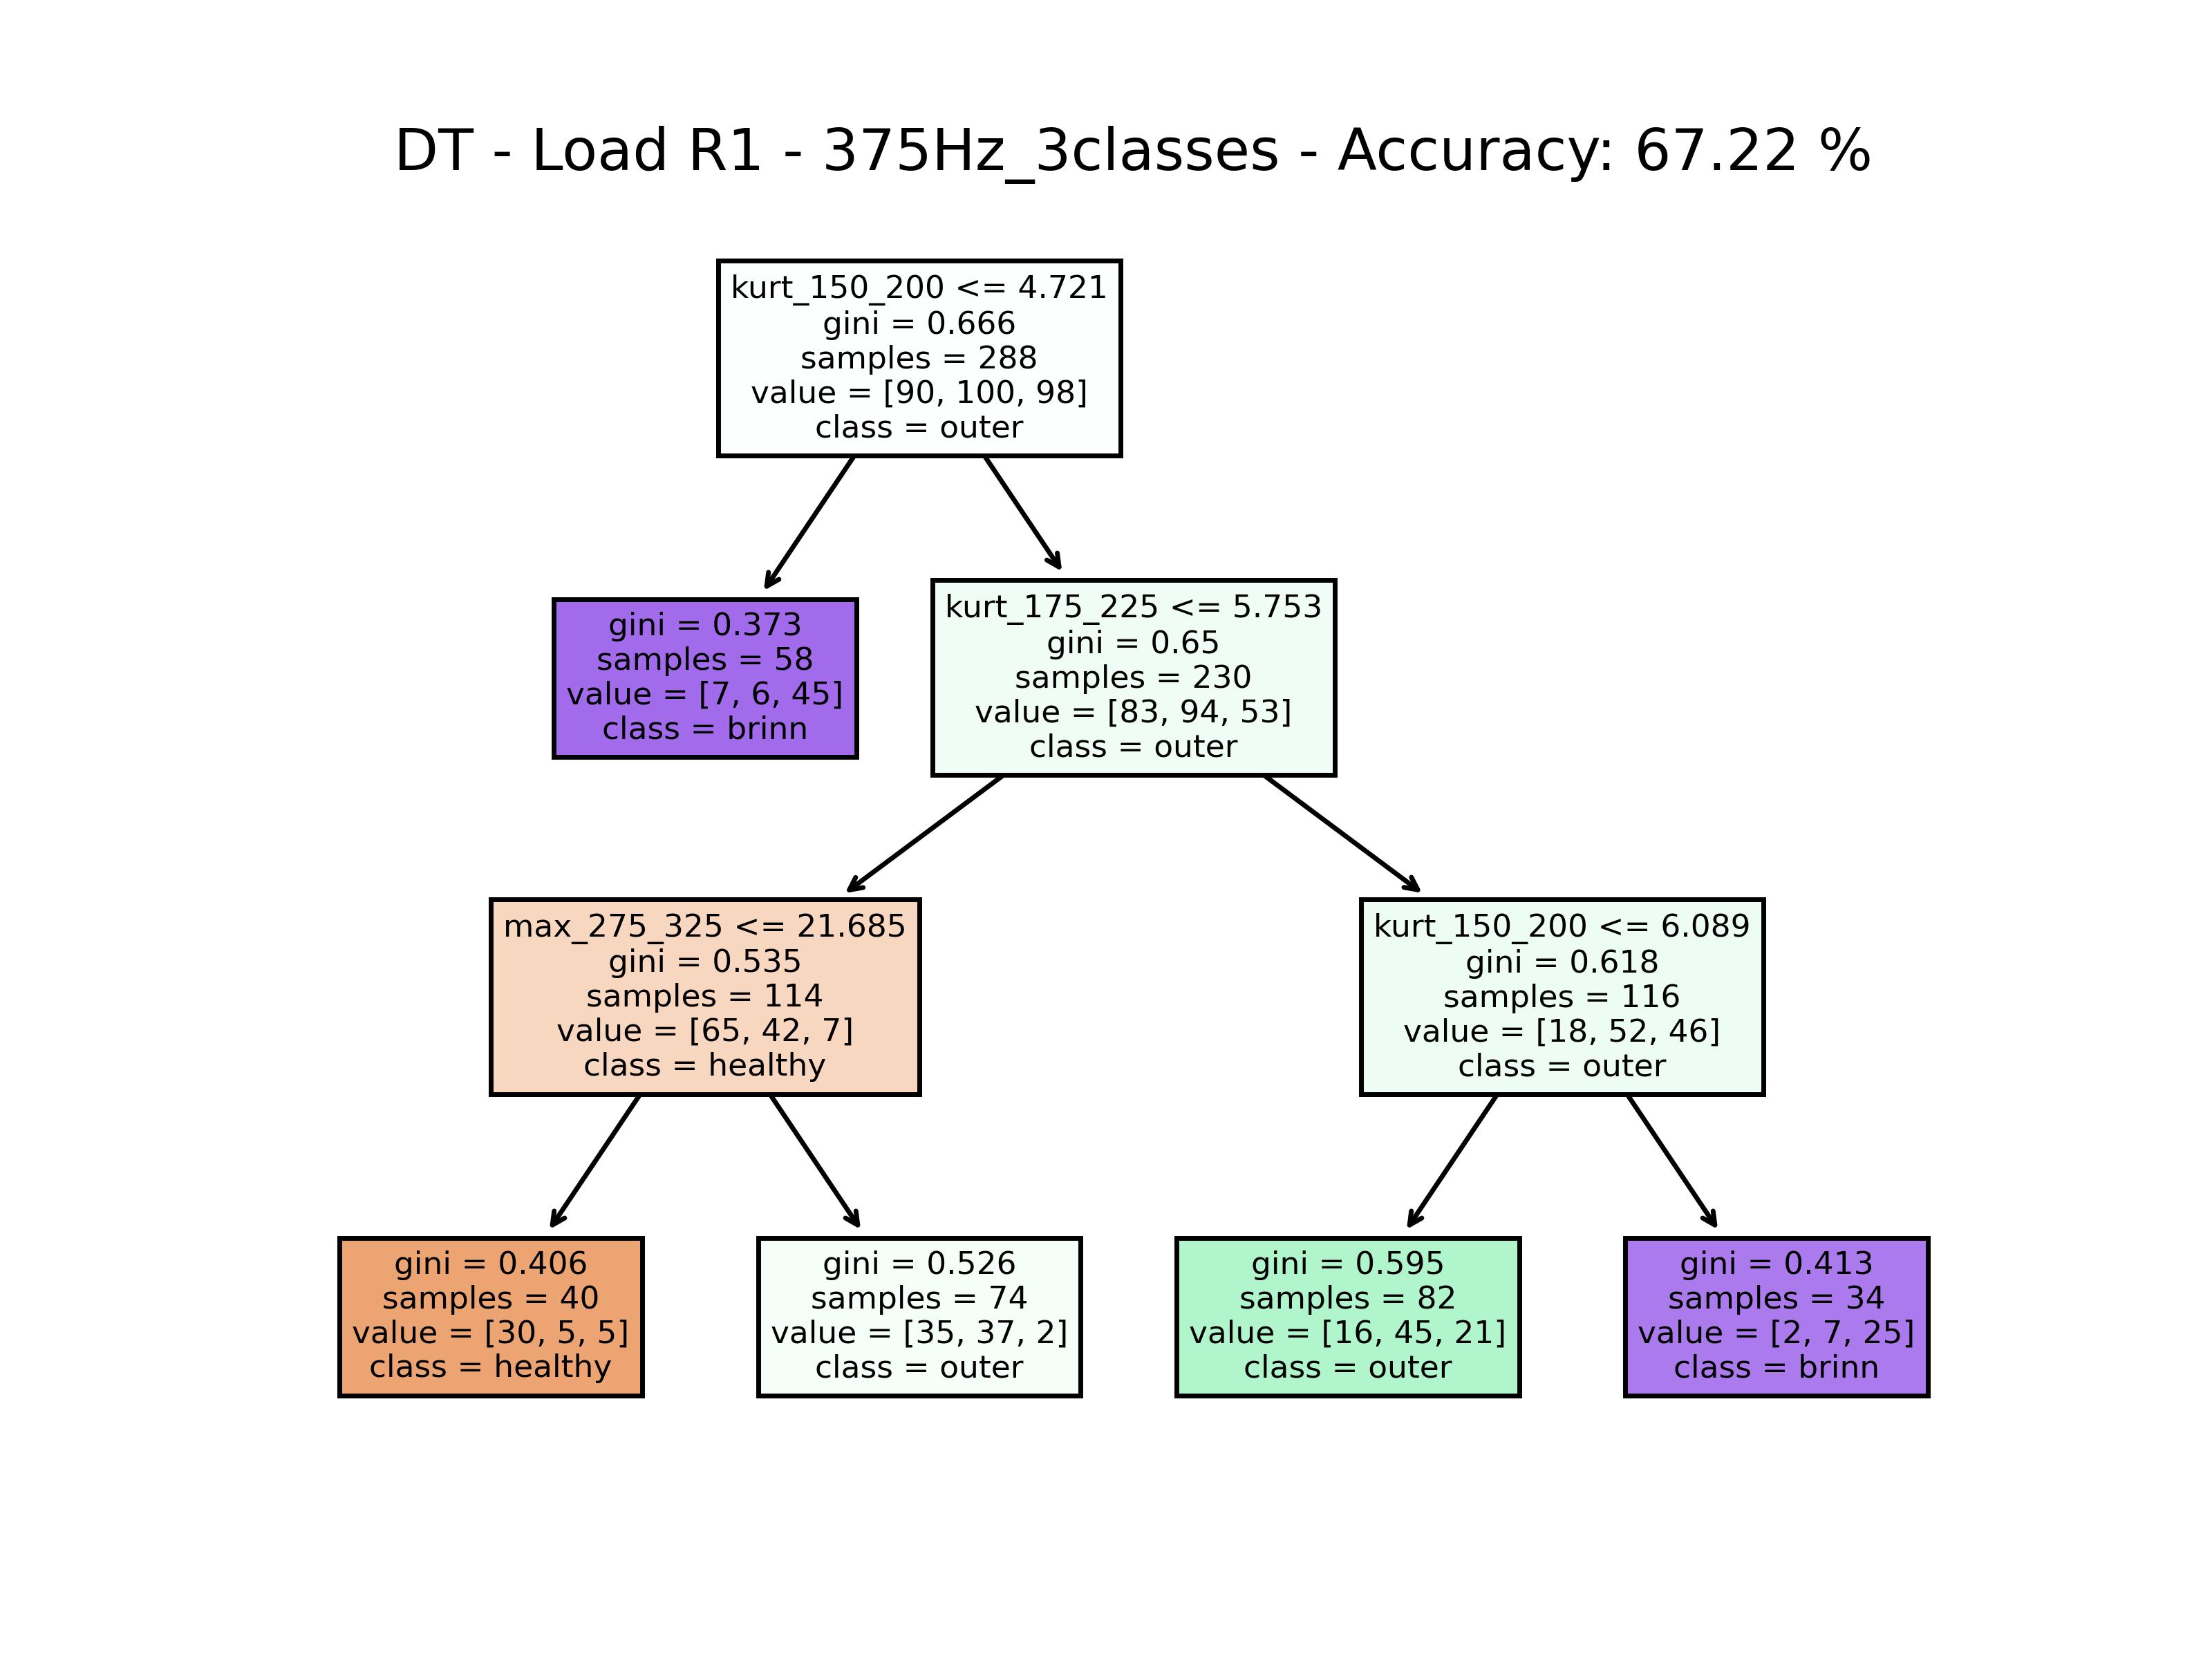 DT - Load R1 - 375Hz_3classes - Accuracy: 67.22 %
kurt_150_200 <= 4.721
gini = 0.666
samples = 288
value = [90, 100, 98]
class = outer
gini = 0.373
samples = 58
value = [7, 6, 45]
class = brinn
kurt_175_225 <= 5.753
gini = 0.65
samples = 230
value = [83, 94, 53]
class = outer
max_275_325 <= 21.685
gini = 0.535
samples = 114
value = [65, 42, 7]
class = healthy
kurt_150_200 <= 6.089
gini = 0.618
samples = 116
value = [18, 52, 46]
class = outer
gini = 0.406
samples = 40
value = [30, 5, 5]
class = healthy
gini = 0.526
samples = 74
value = [35, 37, 2]
class = outer
gini = 0.595
samples = 82
value = [16, 45, 21]
class = outer
gini = 0.413
samples = 34
value = [2, 7, 25]
class = brinn